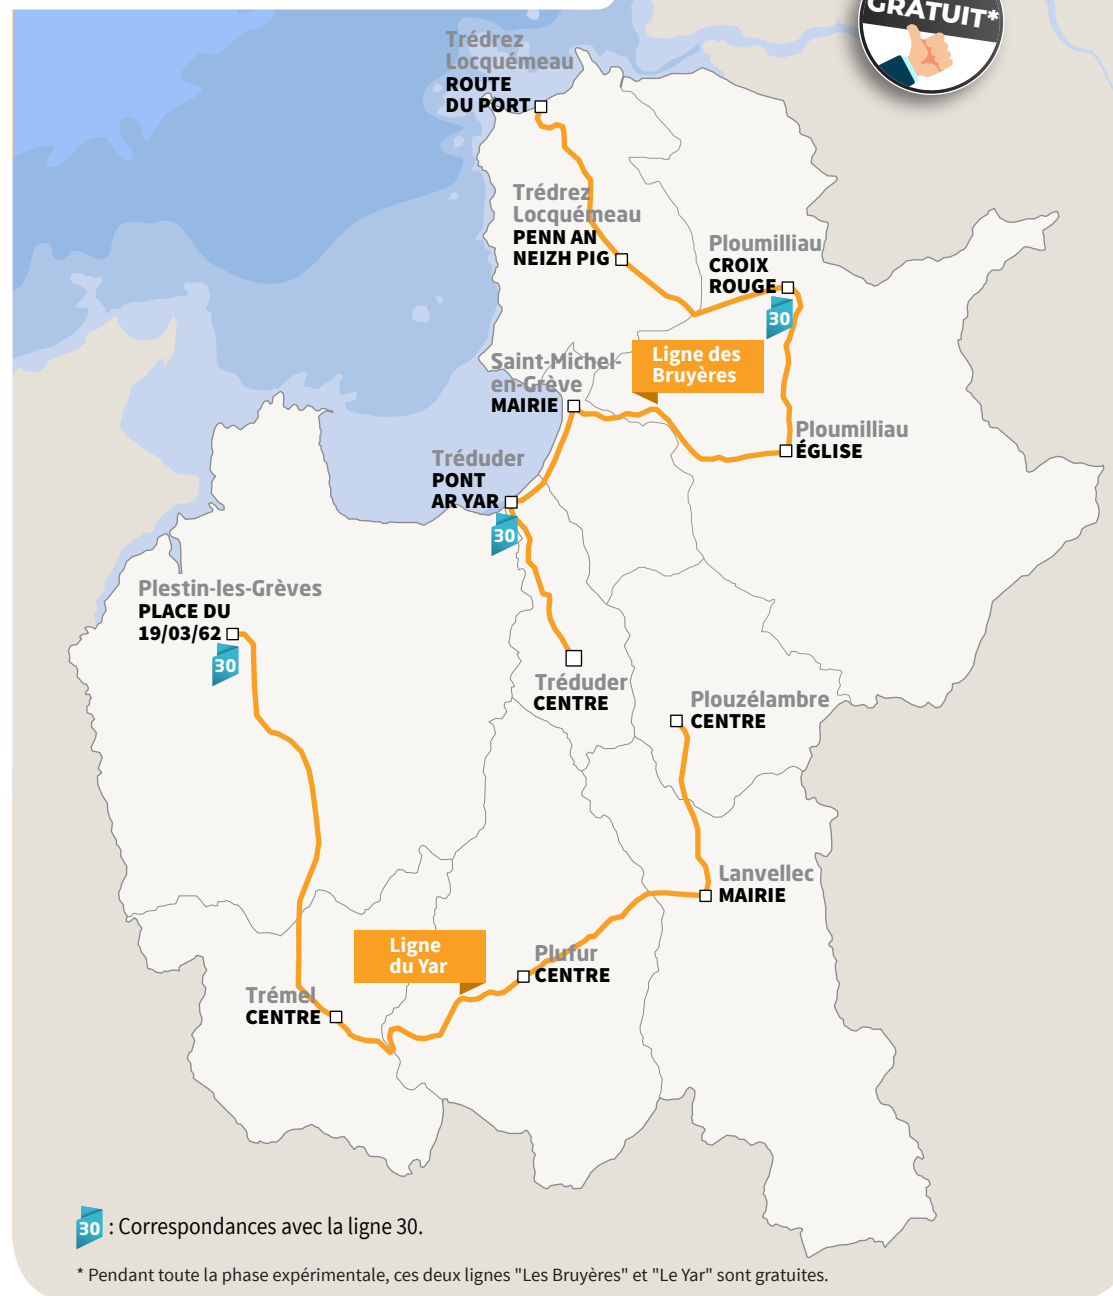 GRATUIT*
Trédrez
Locquémeau
ROUTE
DU PORT
Trédrez
Locquémeau
PENN AN
NEIZH PIG
Ploumilliau
CROIX
ROUGE
30
Ligne des
Bruyères
Saint-Michel-
en-Grève
MAIRIE
Ploumilliau
ÉGLISE
Tréduder
PONT
AR YAR
30
Plestin-les-Grèves
PLACE DU
19/03/62
30
Tréduder
CENTRE
Plouzélambre
CENTRE
Lanvellec
MAIRIE
Ligne
du Yar
Plufur
CENTRE
Trémel
CENTRE
30 : Correspondances avec la ligne 30.
* Pendant toute la phase expérimentale, ces deux lignes "Les Bruyères" et "Le Yar" sont gratuites.